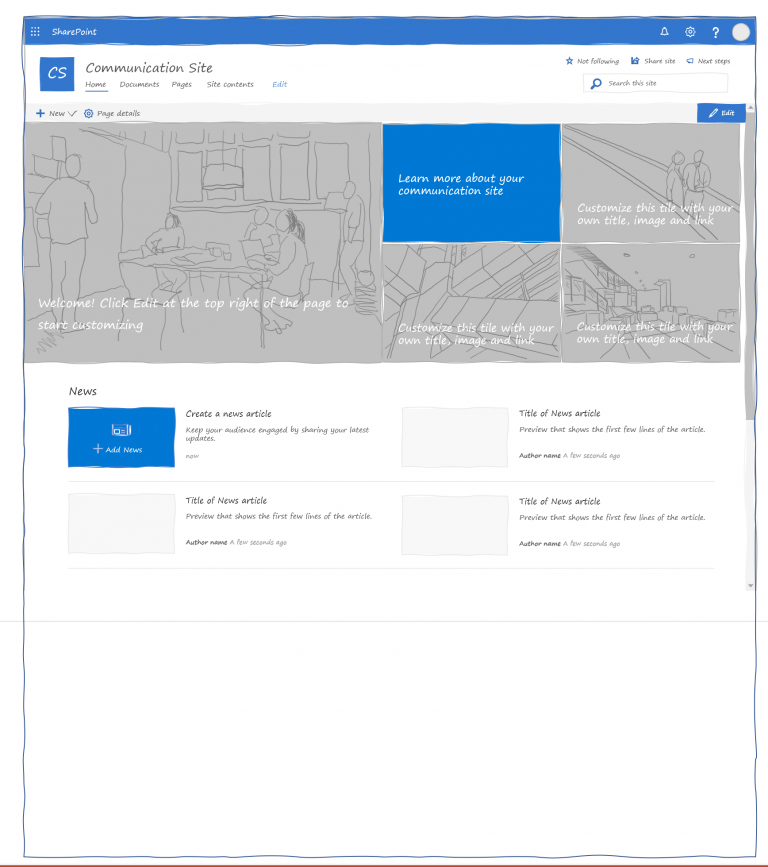 SharePoint
?
CS
Communication Site
Not following
Share site
Next steps
Home
Documents
Pages
Site contents
Edit
Search this site
New
Page details
Edit
Welcome! Click Edit at the top right of the page to
start customizing
Learn more about your
communication site
Customize this tile with your
own title, image and link
Customize this tile with your
own title, image and link
Customize this tile with your
own title, image and link
News
Add News
Create a news article
Keep your audience engaged by sharing your latest
updates.
now
Title of News article
Preview that shows the first few lines of the article.
Author name A few seconds ago
Title of News article
Preview that shows the first few lines of the article.
Author name A few seconds ago
Title of News article
Preview that shows the first few lines of the article.
Author name A few seconds ago